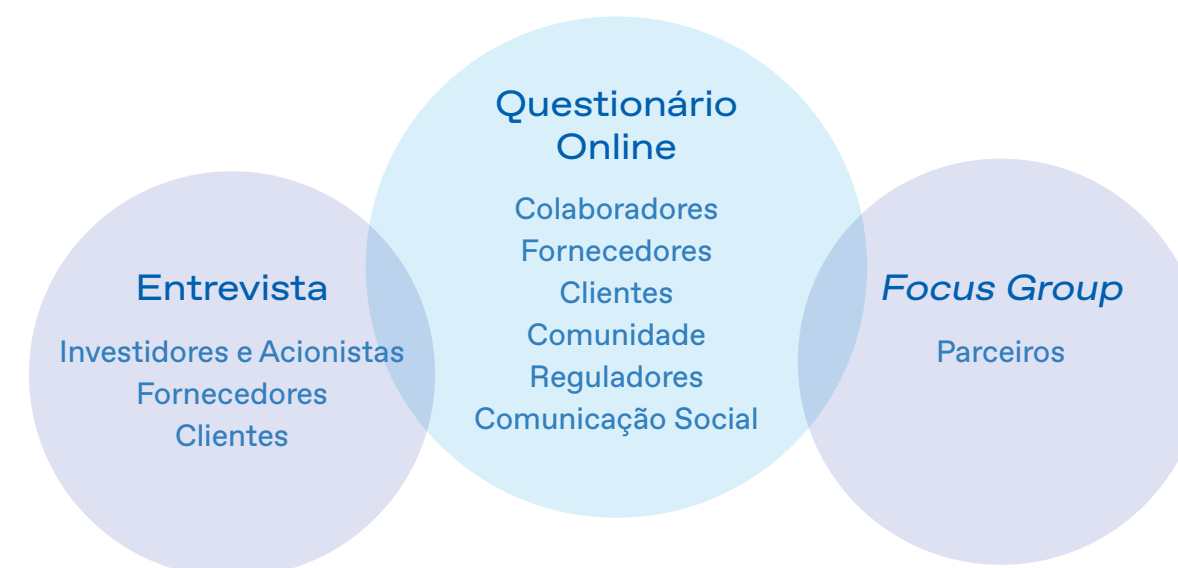 Questionário
Online
Colaboradores
Fornecedores
Clientes
Comunidade
Reguladores
Comunicação Social
Entrevista
Investidores e Acionistas
Fornecedores
Clientes
Focus Group
Parceiros